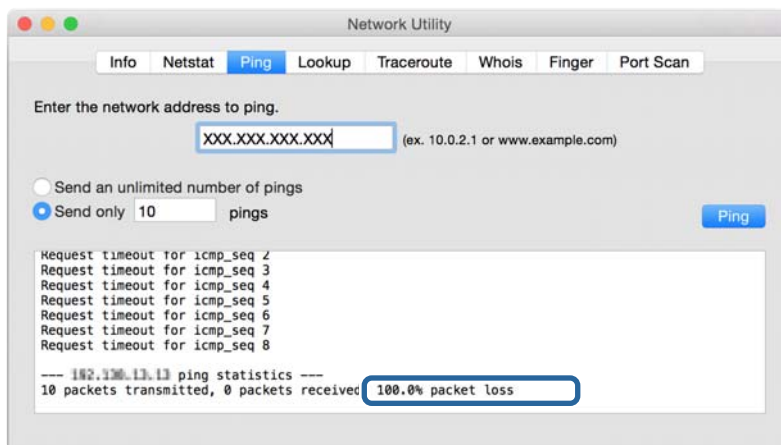 Network Utility
Info Netstat Ping Lookup Traceroute Whois Finger Port Scan
Enter the network address to ping.
XXX.XXX.XXX.XXX (ex. 10.0.2.1 or www.example.com)
Send an unlimited number of pings
Send only 10 pings
Ping
Request timeout for icmp_seq 2
Request timeout for icmp_seq 3
Request timeout for icmp_seq 4
Request timeout for icmp_seq 5
Request timeout for icmp_seq 6
Request timeout for icmp_seq 7
Request timeout for icmp_seq 8
--- ping statistics ---
10 packets transmitted, 0 packets received 100.0% packet loss